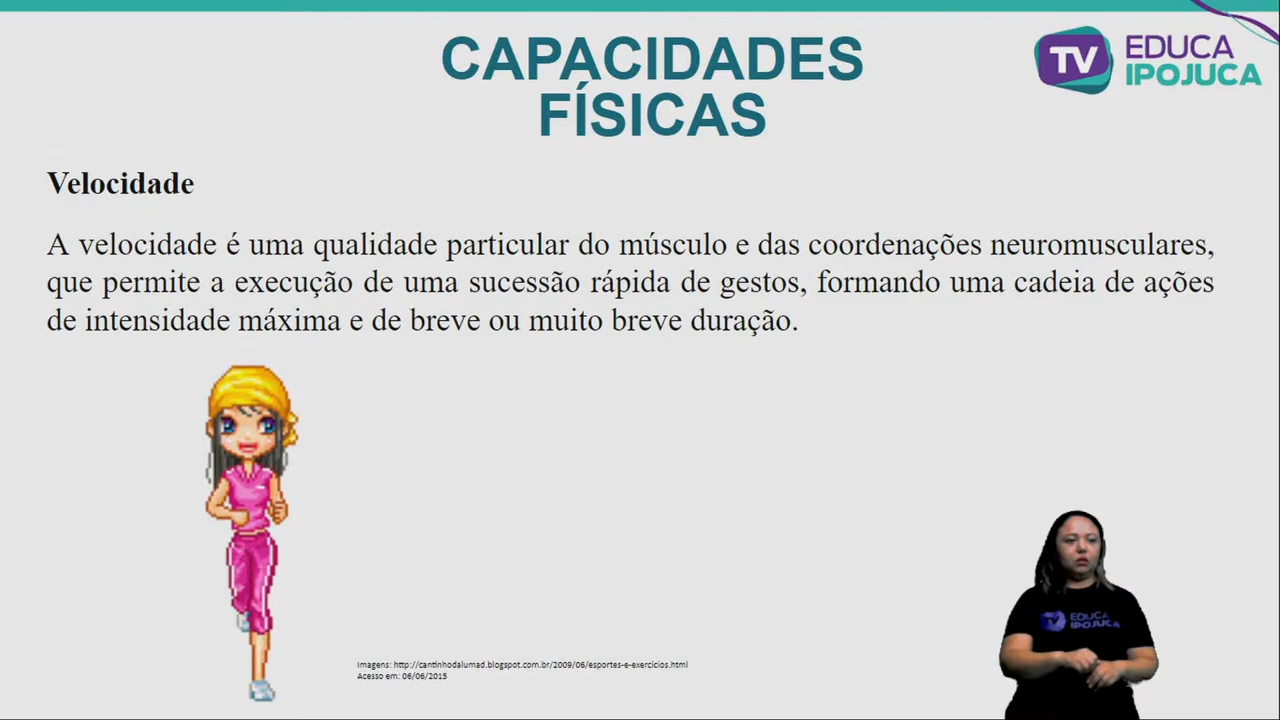 CAPACIDADES
FÍSICAS
TV EDUCA
IPOJUCA
Velocidade
A velocidade é uma qualidade particular do músculo e das coordenações neuromusculares,
que permite a execução de uma sucessão rápida de gestos, formando uma cadeia de ações
de intensidade máxima e de breve ou muito breve duração.
Imagens: http://cantinhodalumad.blogspot.com.br/2009/06/esportes-e-exercicios.html
Acesso em: 06/06/2015
TV EDUCA
IPOJUCA